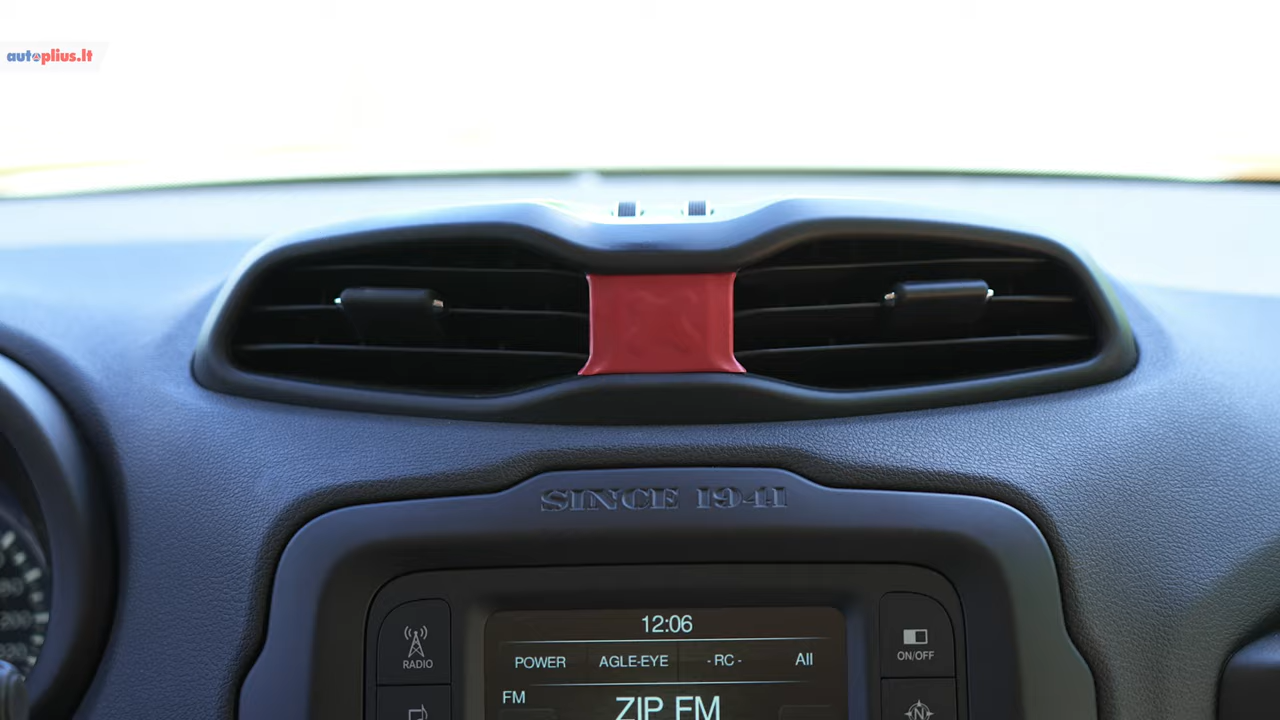 autoplius.lt
SINCE 1941
12:06
POWER AGLE-EYE - RC - All
RADIO
ON/OFF
FM
ZIP FM
N